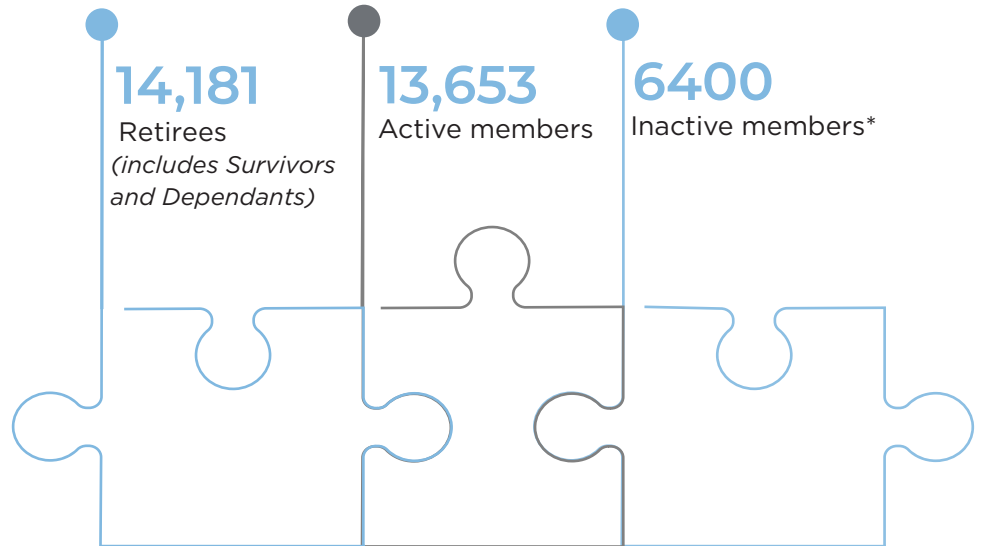 14,181
Retirees
(includes Survivors
and Dependants)
13,653
Active members
6400
Inactive members*